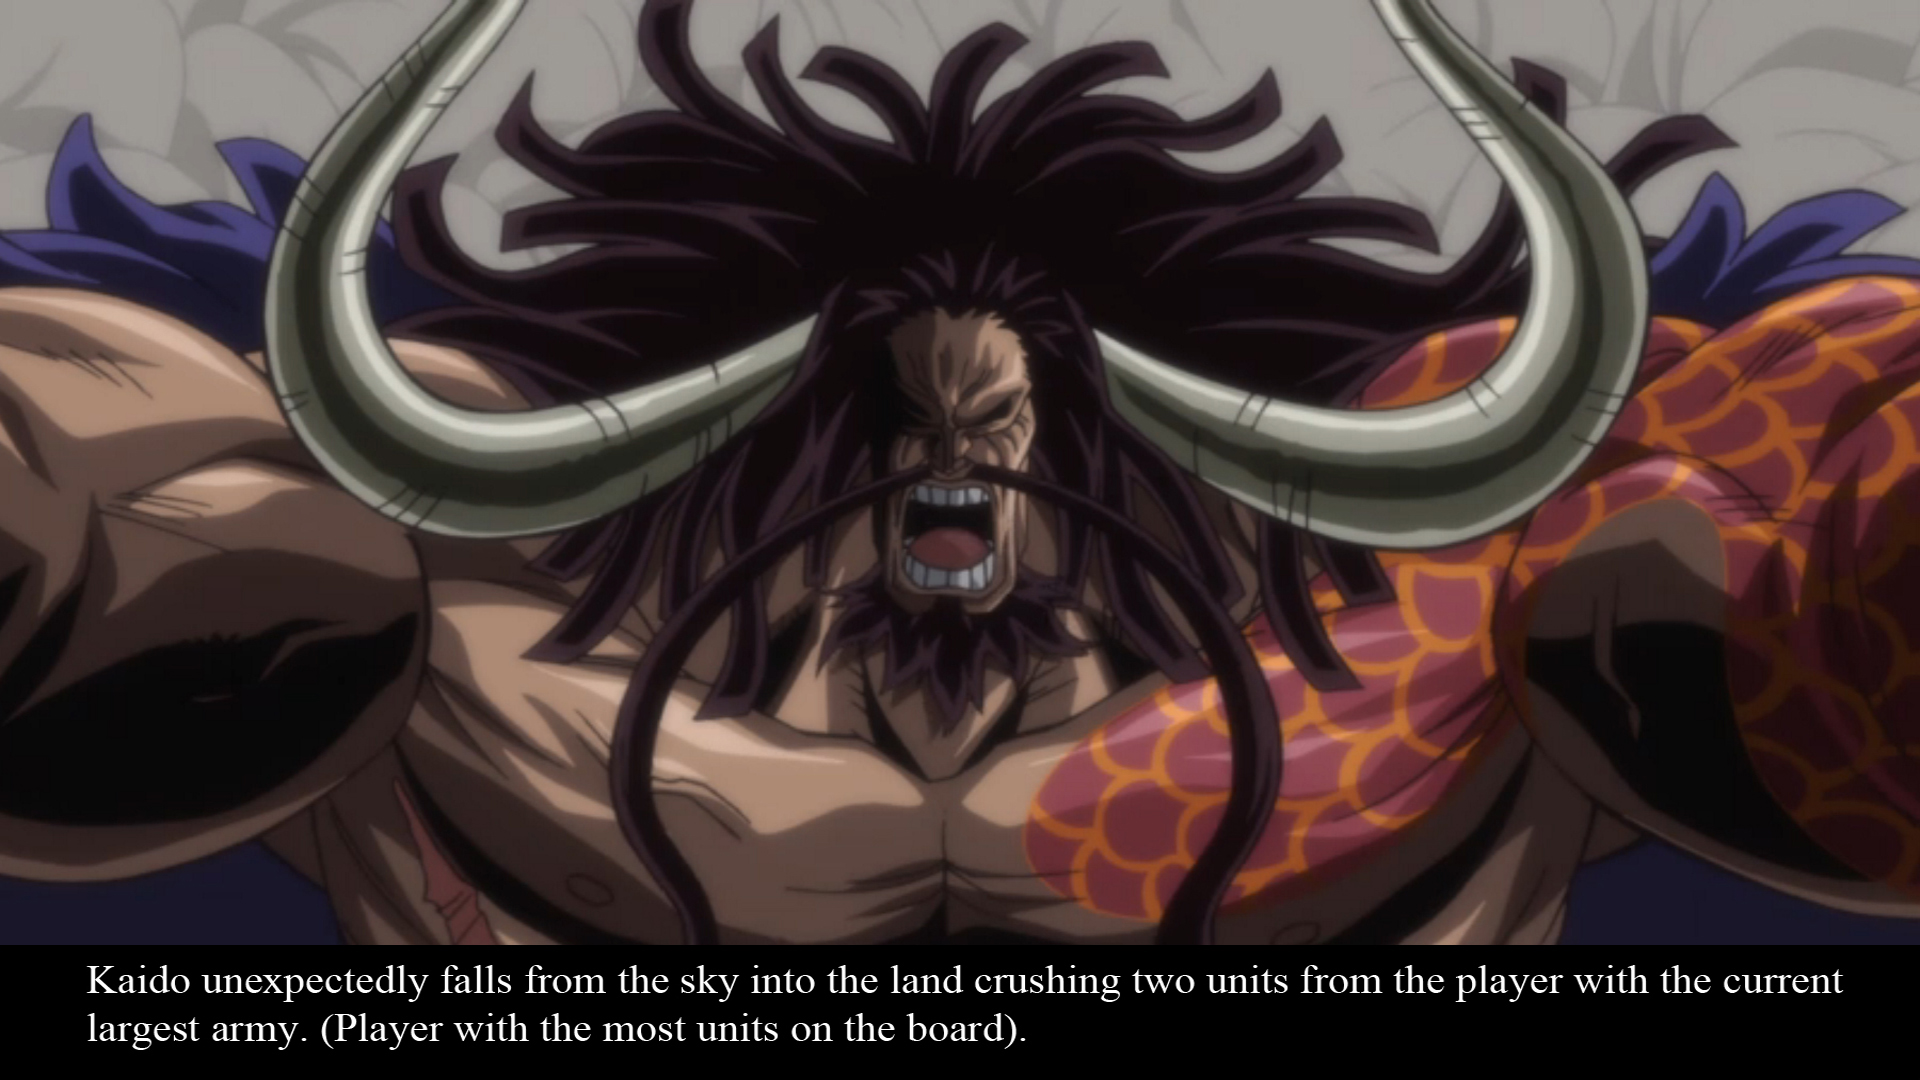 Kaido unexpectedly falls from the sky into the land crushing two units from the player with the current
largest army. (Player with the most units on the board).